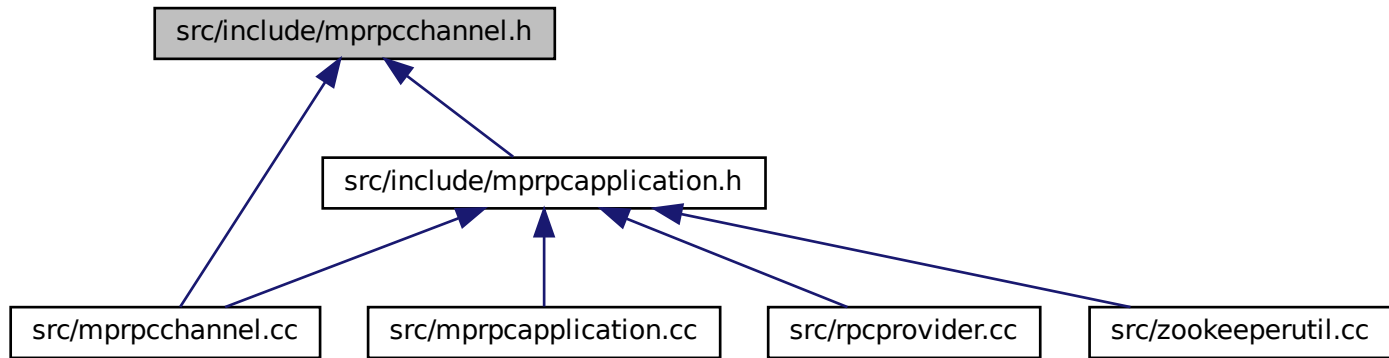 src/include/mprpcchannel.h
src/include/mprpcapplication.h
src/mprpcchannel.cc
src/mprpcapplication.cc
src/rpcprovider.cc
src/zookeeperutil.cc